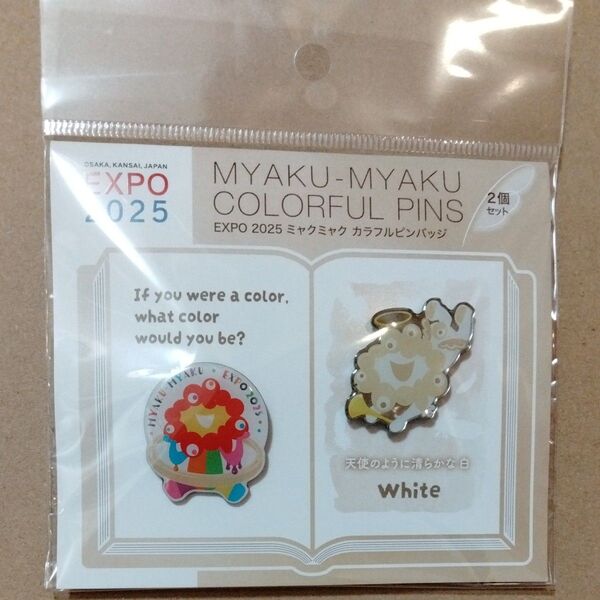 OSAKA, KANSAI, JAPAN
EXPO
2025
MYAKU-MYAKU
COLORFUL PINS
EXPO 2025 ミャクミャク カラフルピンバッジ
2個
セット
If you were a color,
what color
would you be?
MYAKU-MYAKU • EXPO 2025
天使のように清らかな 白
White